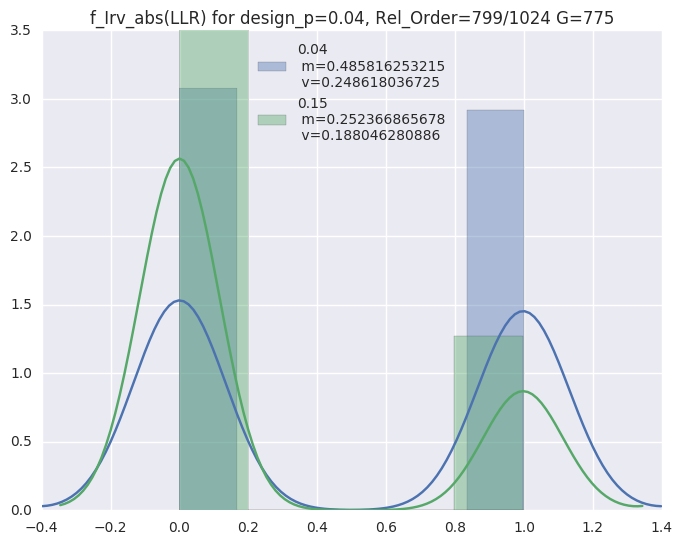 f_Irv_abs(LLR) for design_p=0.04, Rel_Order=799/1024 G=775
3.5
3.0
2.5
2.0
1.5
1.0
0.5
0.0
0.04
m=0.485816253215
v=0.248618036725
0.15
m=0.252366865678
v=0.188046280886
−0.4 −0.2 0.0 0.2 0.4 0.6 0.8 1.0 1.2 1.4